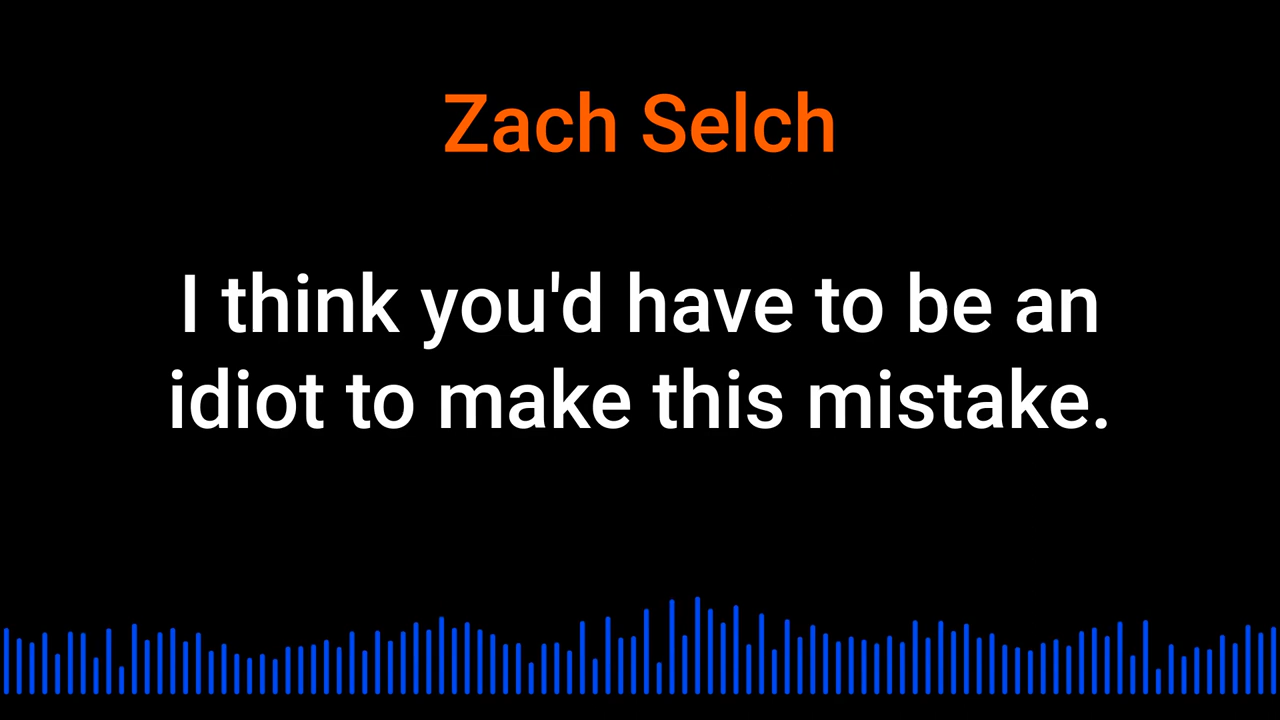 Zach Selch
I think you'd have to be an
idiot to make this mistake.